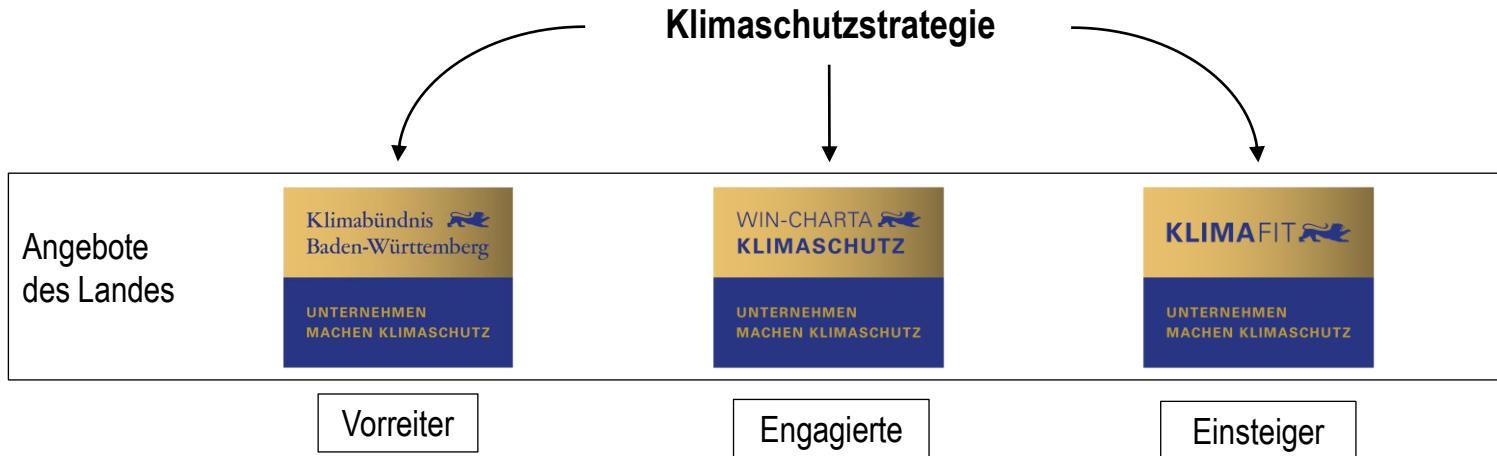 Klimaschutzstrategie
Angebote
des Landes
Klimabündnis
Baden-Württemberg
UNTERNEHMEN
MACHEN KLIMASCHUTZ
WIN-CHARTA
KLIMASCHUTZ
UNTERNEHMEN
MACHEN KLIMASCHUTZ
KLIMAFIT
UNTERNEHMEN
MACHEN KLIMASCHUTZ
Vorreiter
Engagierte
Einsteiger